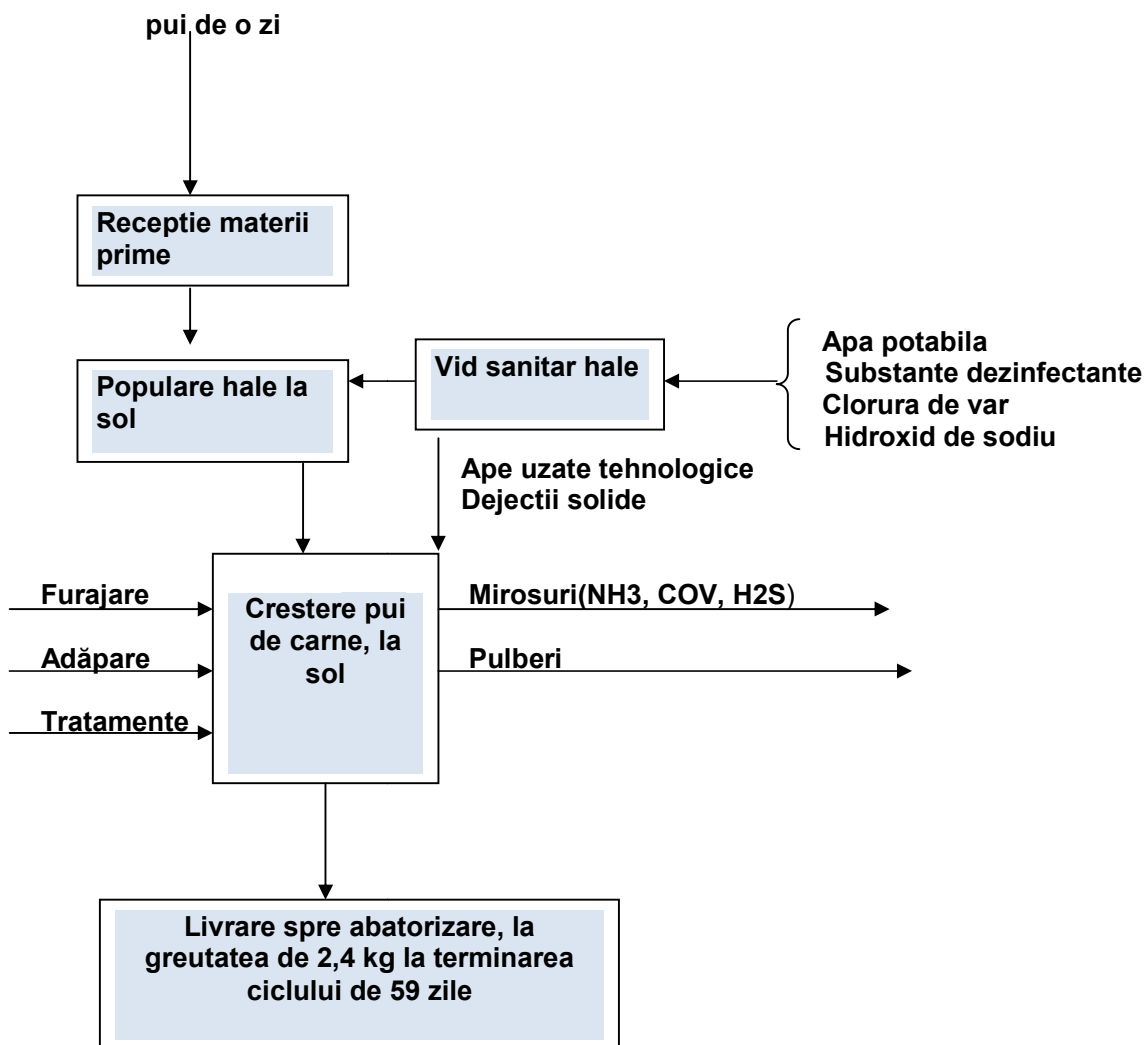 pui de o zi
Receptie materii
prime
Populare hale la
sol
Vid sanitar hale
Apa potabila
Substante dezinfectante
Clorura de var
Hidroxid de sodiu
Ape uzate tehnologice
Dejectii solide
Furajare
Adăpare
Tratamente
Crestere pui
de carne, la
sol
Mirosuri(NH3, COV, H2S)
Pulberi
Livrare spre abatorizare, la
greutatea de 2,4 kg la terminarea
ciclului de 59 zile